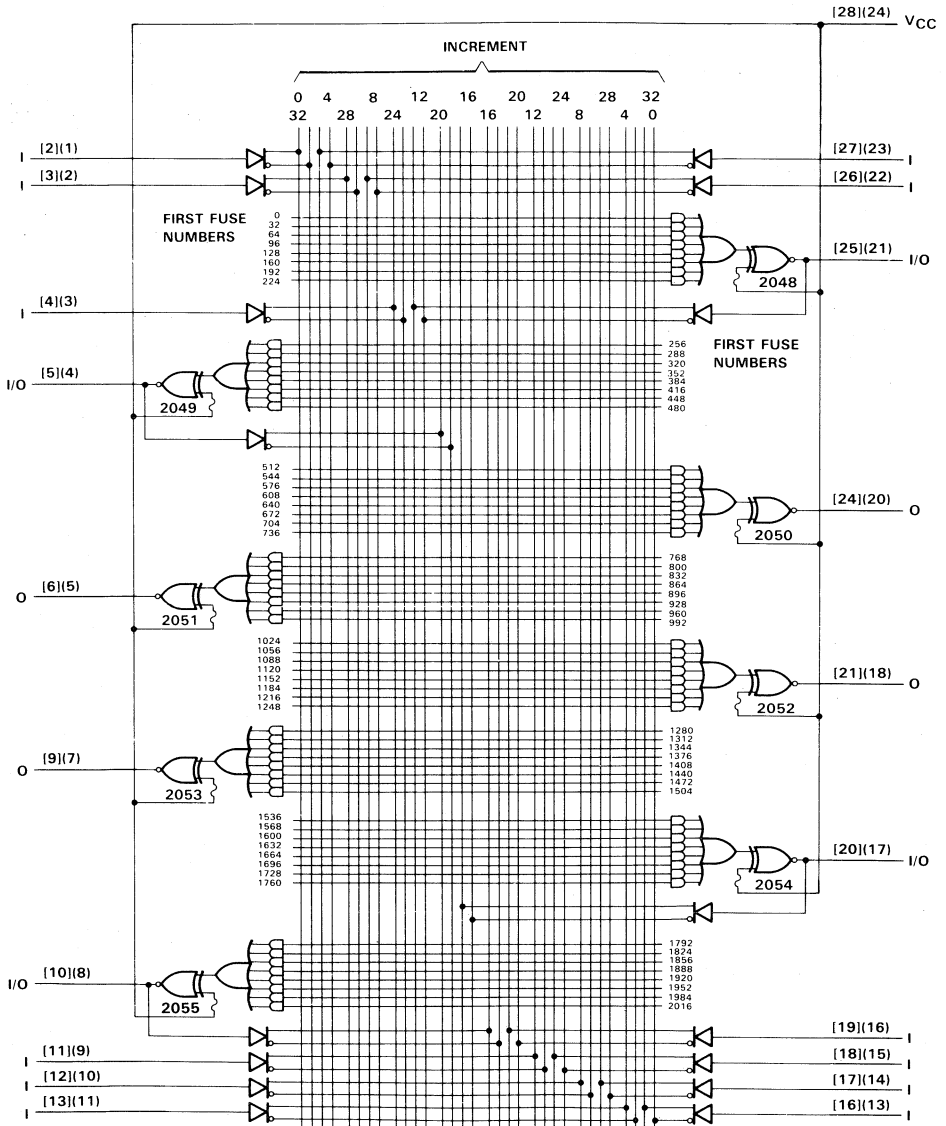 [28](24)
VCC
INCREMENT
0 4 8 12 16 20 24 28 32
32 28 24 20 16 12 8 4 0
I [2](1)
[27](23) I
I [3](2)
[26](22) I
FIRST FUSE
NUMBERS
0
32
64
96
128
160
192
224
[25](21) I/O
2048
I [4](3)
FIRST FUSE
NUMBERS
256
288
320
352
384
416
448
480
I/O [5](4)
2049
512
544
576
608
640
672
704
736
[24](20) O
2050
768
800
832
864
896
928
960
992
O [6](5)
2051
1024
1056
1088
1120
1152
1184
1216
1248
[21](18) O
2052
1280
1312
1344
1376
1408
1440
1472
1504
O [9](7)
2053
1536
1568
1600
1632
1664
1696
1728
1760
[20](17) I/O
2054
1792
1824
1856
1888
1920
1952
1984
2016
I/O [10](8)
2055
[19](16) I
I [11](9)
[18](15) I
I [12](10)
[17](14) I
I [13](11)
[16](13) I